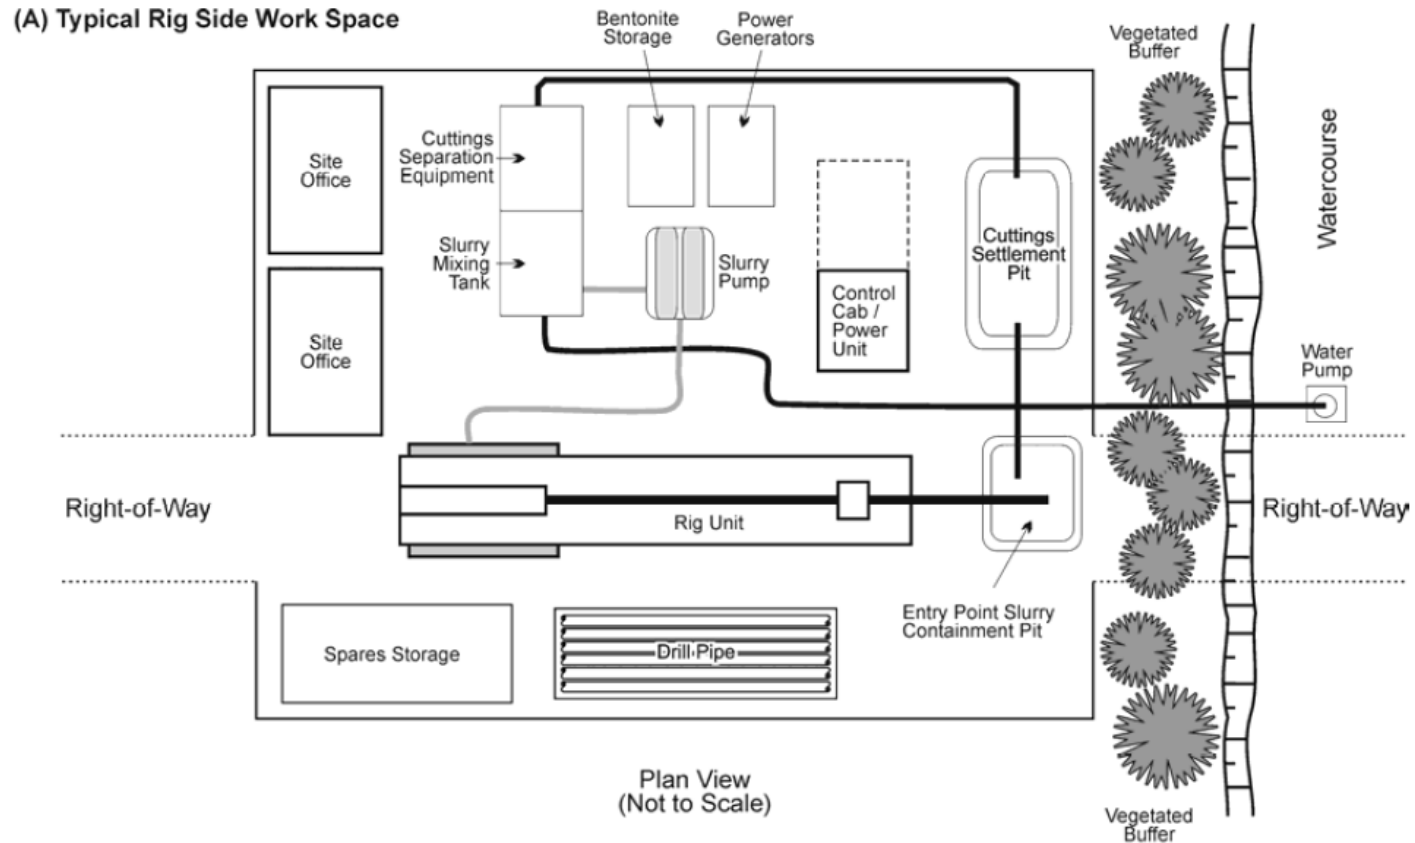 (A) Typical Rig Side Work Space
Bentonite
Storage
Power
Generators
Vegetated
Buffer
Site
Office
Cuttings
Separation
Equipment
Watercourse
Slurry
Mixing
Tank
Slurry
Pump
Cuttings
Settlement
Pit
Control
Cab /
Power
Unit
Site
Office
Water
Pump
Right-of-Way
Rig Unit
Right-of-Way
Entry Point Slurry
Containment Pit
Spares Storage
Drill Pipe
Plan View
(Not to Scale)
Vegetated
Buffer